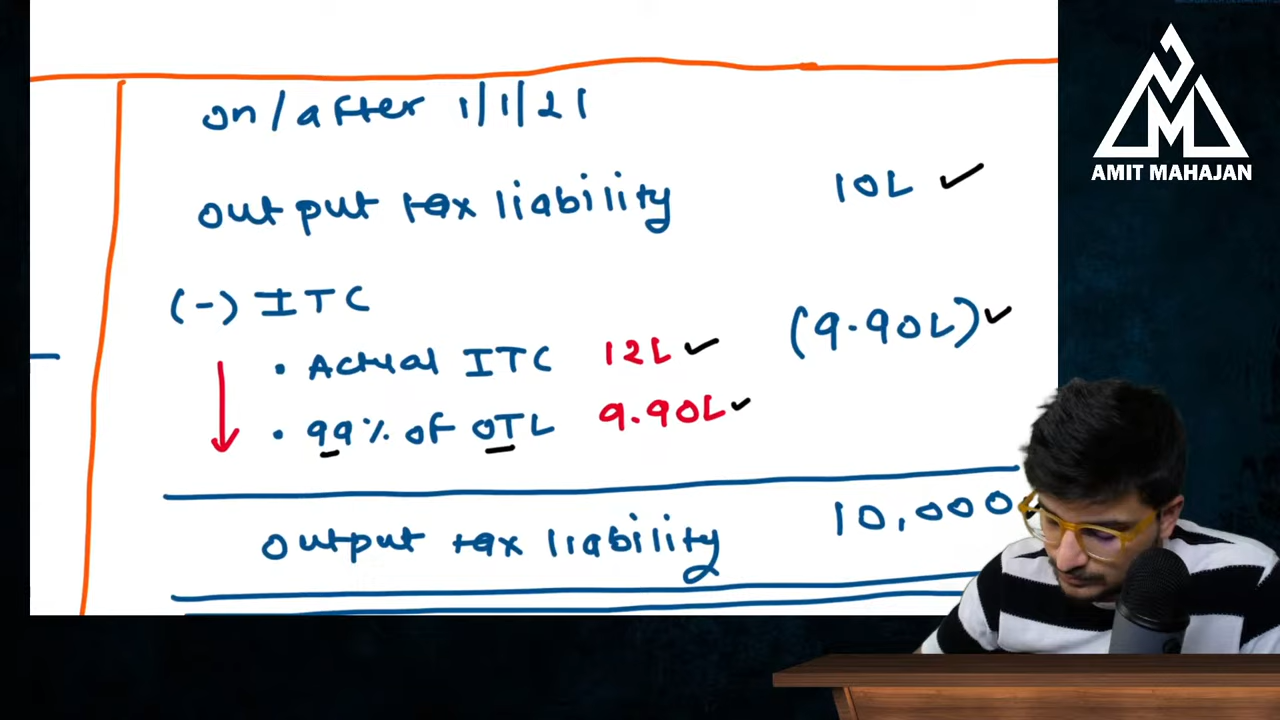 on/after 1/1/21
output tax liability 10L ✓
(-) ITC
(9.90L) ✓
• Actual ITC 12L ✓
• 99% of OTL 9.90L ✓
output tax liability 10,000
AMIT MAHAJAN